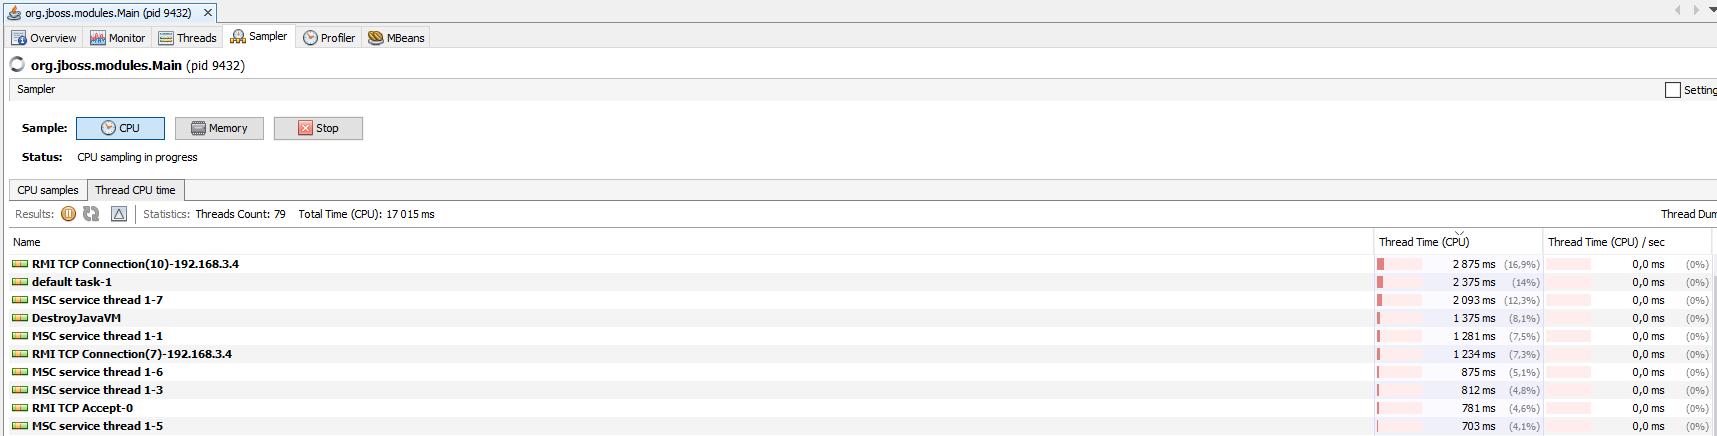 org.jboss.modules.Main (pid 9432)
Overview Monitor Threads Sampler Profiler MBeans
org.jboss.modules.Main (pid 9432)
Sampler Setting
Sample: CPU Memory Stop
Status: CPU sampling in progress
CPU samples Thread CPU time
Results: Statistics: Threads Count: 79 Total Time (CPU): 17 015 ms Thread Dum
Name Thread Time (CPU) Thread Time (CPU) / sec
RMI TCP Connection(10)-192.168.3.4 2 875 ms (16,9%) 0,0 ms (0%)
default task-1 2 375 ms (14%) 0,0 ms (0%)
MSC service thread 1-7 2 093 ms (12,3%) 0,0 ms (0%)
DestroyJavaVM 1 375 ms (8,1%) 0,0 ms (0%)
MSC service thread 1-1 1 281 ms (7,5%) 0,0 ms (0%)
RMI TCP Connection(7)-192.168.3.4 1 234 ms (7,3%) 0,0 ms (0%)
MSC service thread 1-6 875 ms (5,1%) 0,0 ms (0%)
MSC service thread 1-3 812 ms (4,8%) 0,0 ms (0%)
RMI TCP Accept-0 781 ms (4,6%) 0,0 ms (0%)
MSC service thread 1-5 703 ms (4,1%) 0,0 ms (0%)